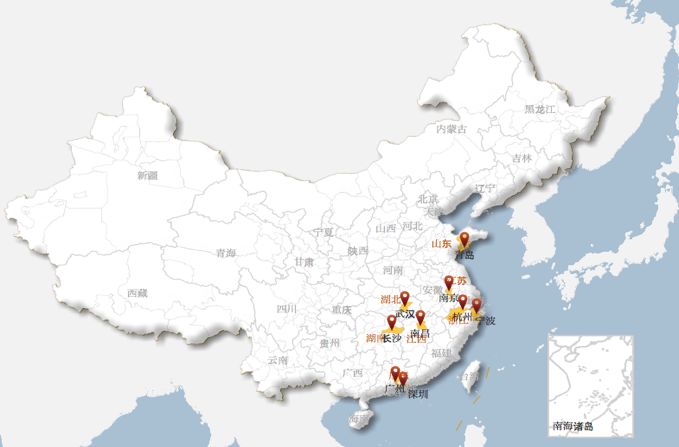 黑龙江
内蒙古
吉林
新疆
辽宁
北京
天津
河北
山西
宁夏
山东
陕西
青海
青岛
甘肃
河南
江苏
西藏
安徽
南京
湖北
四川
重庆
武汉
杭州
宁波
浙江
南昌
长沙
湖南
江西
贵州
福建
云南
广西
台湾
广州
深圳
海南
南海诸岛